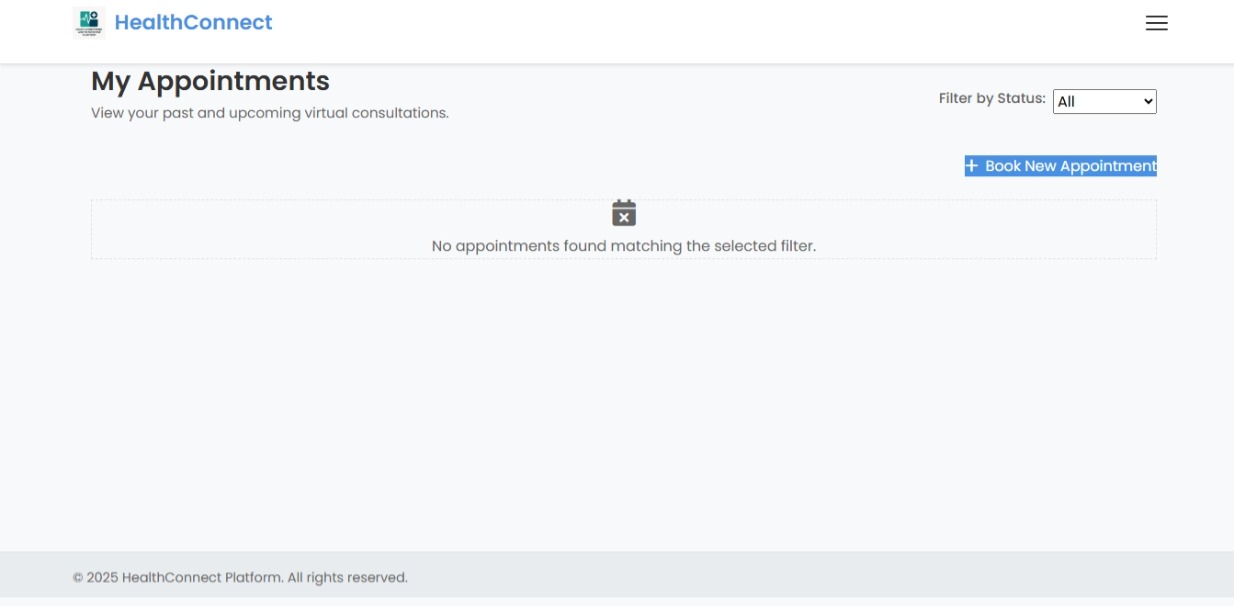 HealthConnect
My Appointments
View your past and upcoming virtual consultations.
Filter by Status: All
+ Book New Appointment
No appointments found matching the selected filter.
© 2025 HealthConnect Platform. All rights reserved.